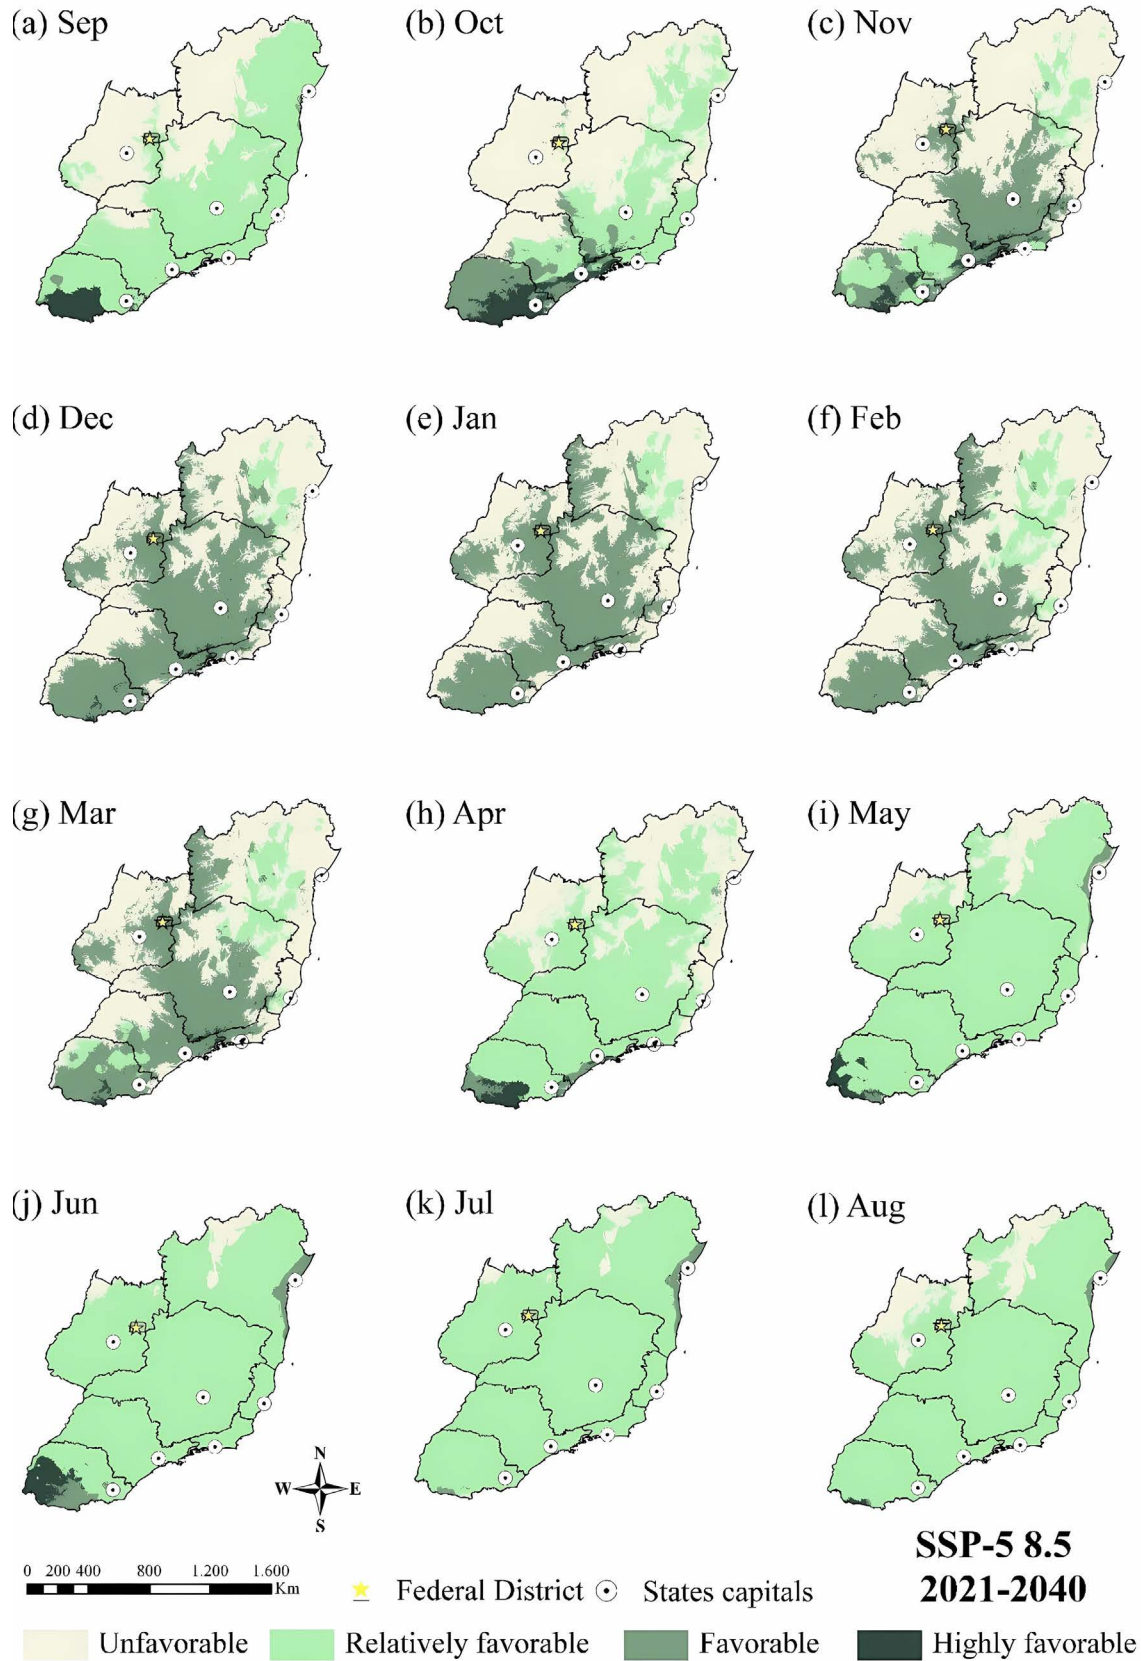 (a) Sep
(b) Oct
(c) Nov
(d) Dec
(e) Jan
(f) Feb
(g) Mar
(h) Apr
(i) May
(j) Jun
(k) Jul
(l) Aug
N
W E
S
SSP-5 8.5
2021-2040
0 200 400 800 1.200 1.600
Km
Federal District
States capitals
Unfavorable
Relatively favorable
Favorable
Highly favorable